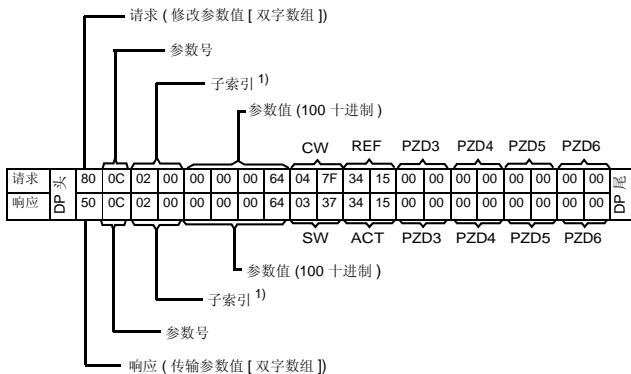 请求 ( 修改参数值 [ 双字数组 ])
参数号
子索引 1)
参数值 (100 十进制 )
CW REF PZD3 PZD4 PZD5 PZD6
请求 DP 头 80 0C 02 00 00 00 00 64 04 7F 34 15 00 00 00 00 00 00 00 00 DP 尾
响应 50 0C 02 00 00 00 00 64 03 37 34 15 00 00 00 00 00 00 00 00
SW ACT PZD3 PZD4 PZD5 PZD6
参数值 (100 十进制 )
子索引 1)
参数号
响应 ( 传输参数值 [ 双字数组 ])